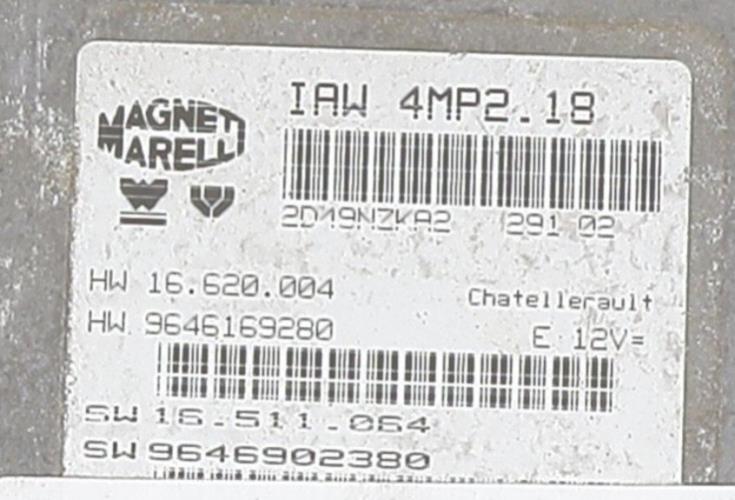 MAGNETI
MARELLI
IAW 4MP2.18
291 02
HW 16.620.004
Chatellerault
HW 9646169280
E 12V=
SW 16.511.064
SW 9646902380